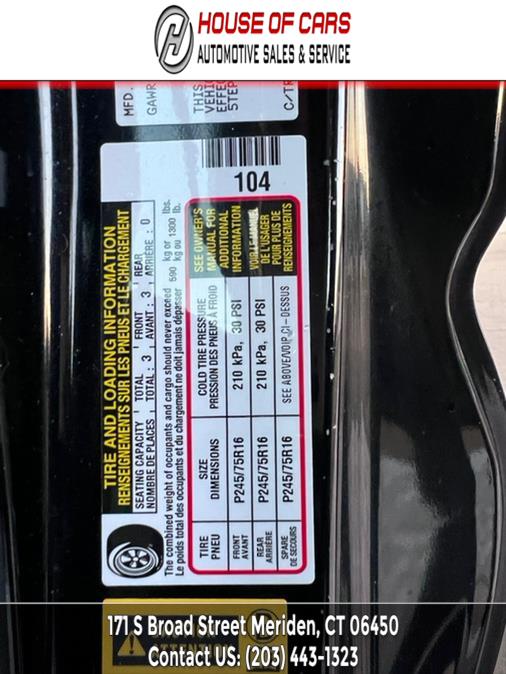 HOUSE OF CARS
AUTOMOTIVE SALES & SERVICE
MFD.
GAWR
THIS
VEHI
EFFE
STEP
C/TR
104
TIRE AND LOADING INFORMATION
RENSEIGNEMENTS SUR LES PNEUS ET LE CHARGEMENT
SEATING CAPACITY TOTAL : 3 FRONT : 3 REAR : 0
NOMBRE DE PLACES TOTAL : 3 AVANT : 3 ARRIÈRE : 0
The combined weight of occupants and cargo should never exceed 590 kg or 1300 lbs.
Le poids total des occupants et du chargement ne doit jamais dépasser 590 kg ou 1300 lb.
TIRE
PNEU
SIZE
DIMENSIONS
COLD TIRE PRESSURE
PRESSION DES PNEUS À FROID
SEE OWNER'S
MANUAL FOR
ADDITIONAL
INFORMATION
VOIR LE MANUEL
DE L'USAGER
POUR PLUS DE
RENSEIGNEMENTS
FRONT
AVANT
P245/75R16
210 kPa, 30 PSI
REAR
ARRIÈRE
P245/75R16
210 kPa, 30 PSI
SPARE
DE SECOURS
P245/75R16
SEE ABOVE/VOIR CI-DESSUS
171 S Broad Street Meriden, CT 06450
Contact US: (203) 443-1323